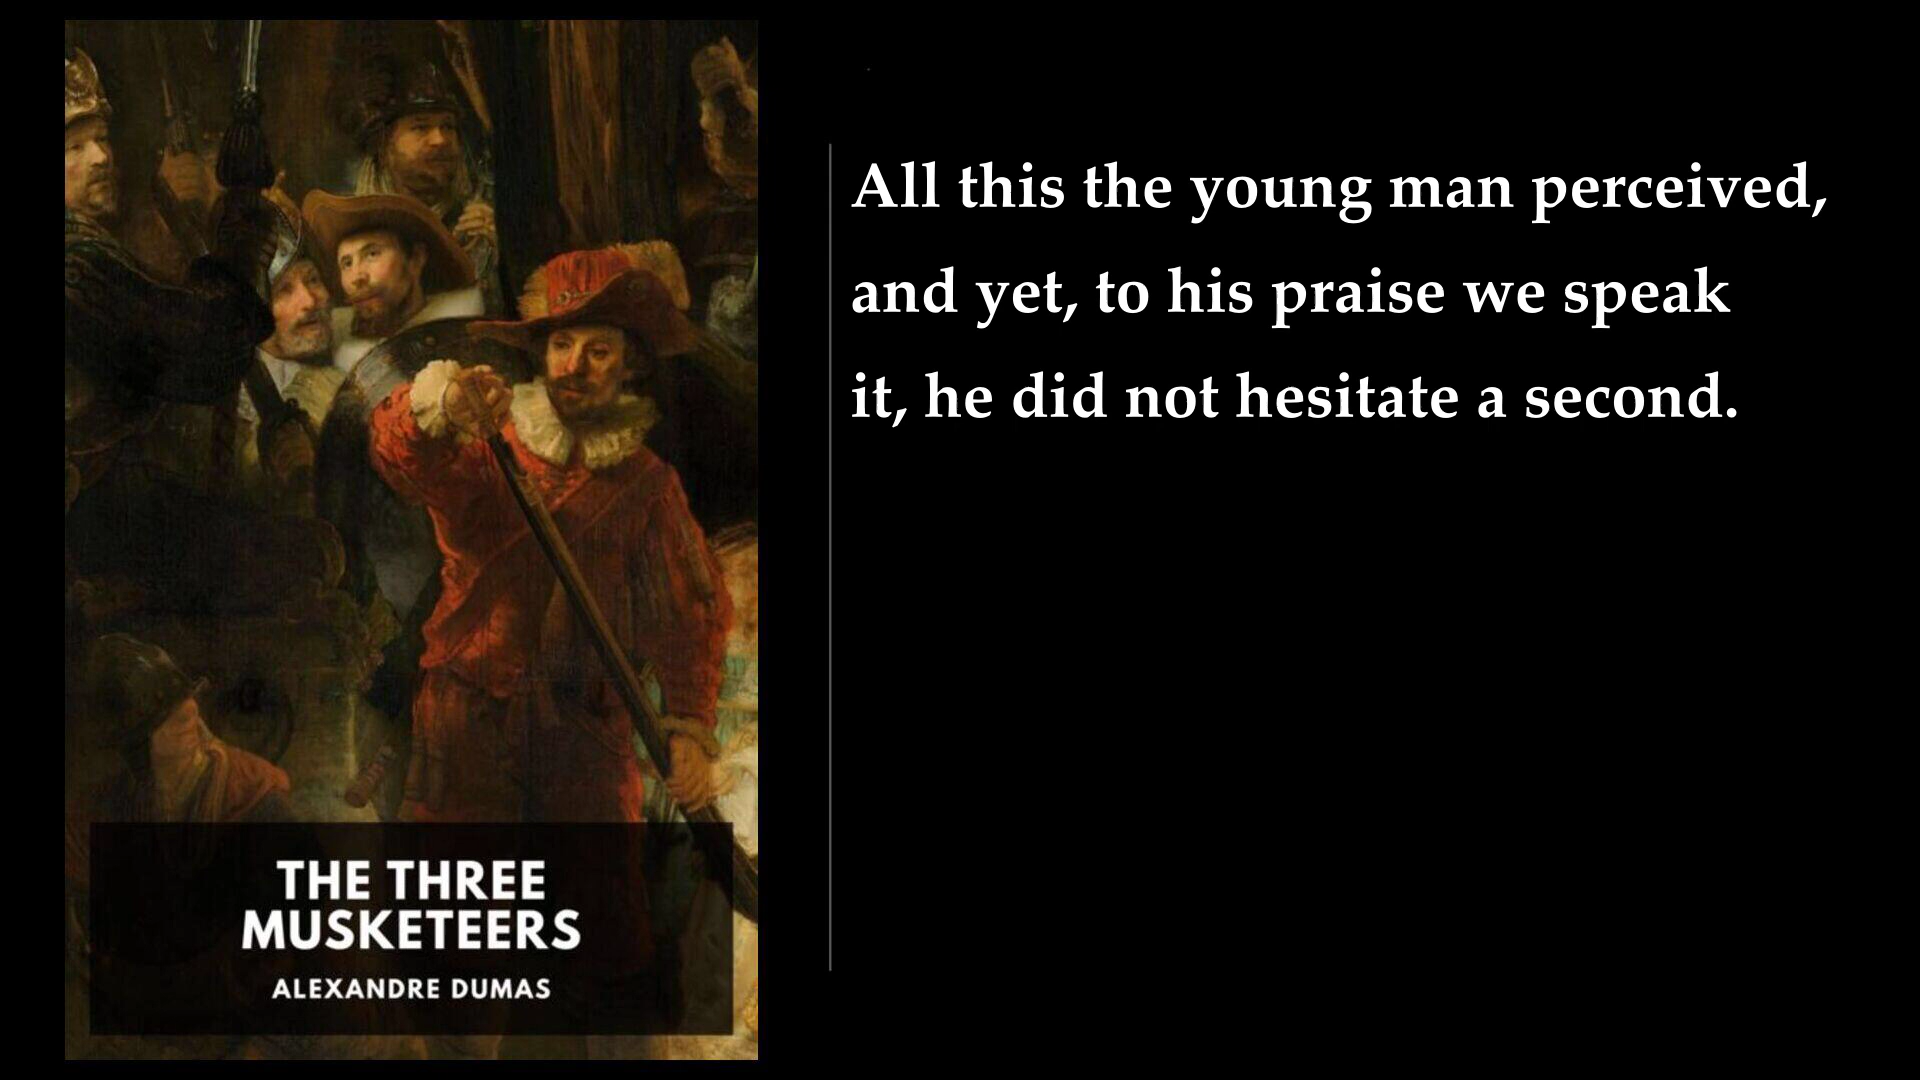 THE THREE
MUSKETEERS
ALEXANDRE DUMAS
All this the young man perceived,
and yet, to his praise we speak
it, he did not hesitate a second.